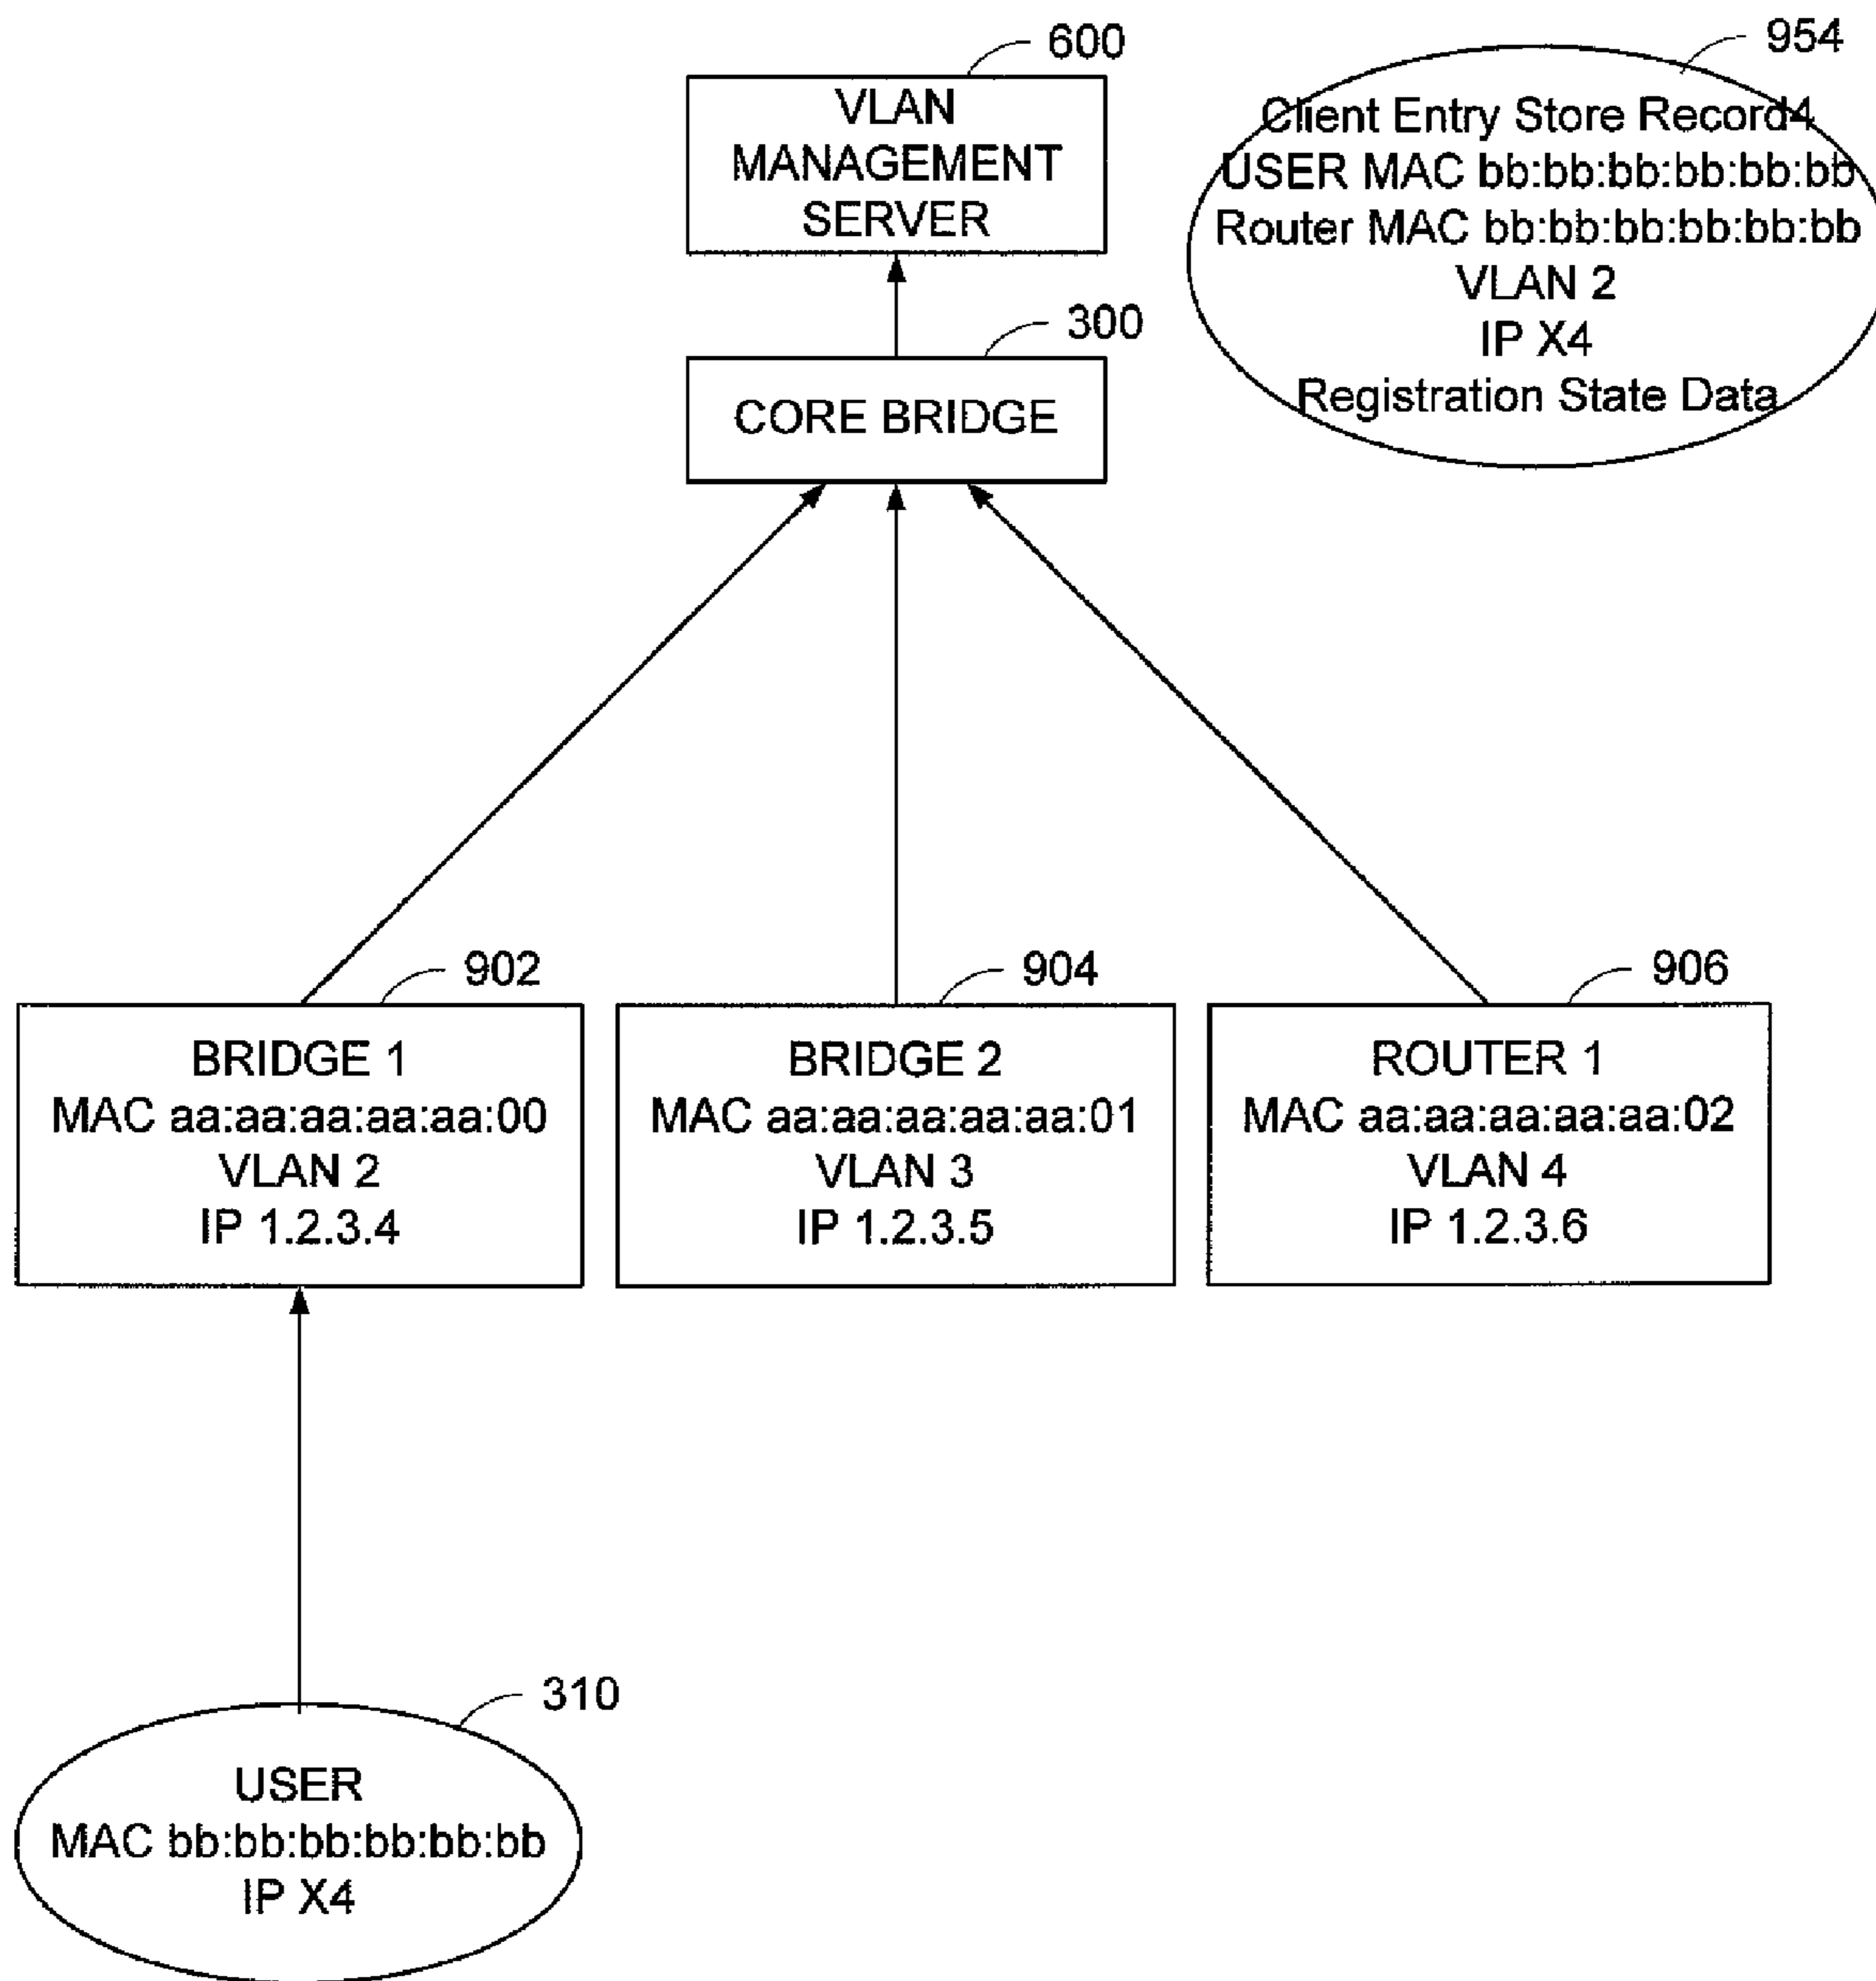 600
VLAN
MANAGEMENT
SERVER
954
Client Entry Store Record4
USER MAC bb:bb:bb:bb:bb:bb
Router MAC bb:bb:bb:bb:bb:bb
VLAN 2
IP X4
Registration State Data
300
CORE BRIDGE
902
BRIDGE 1
MAC aa:aa:aa:aa:aa:00
VLAN 2
IP 1.2.3.4
904
BRIDGE 2
MAC aa:aa:aa:aa:aa:01
VLAN 3
IP 1.2.3.5
906
ROUTER 1
MAC aa:aa:aa:aa:aa:02
VLAN 4
IP 1.2.3.6
310
USER
MAC bb:bb:bb:bb:bb:bb
IP X4